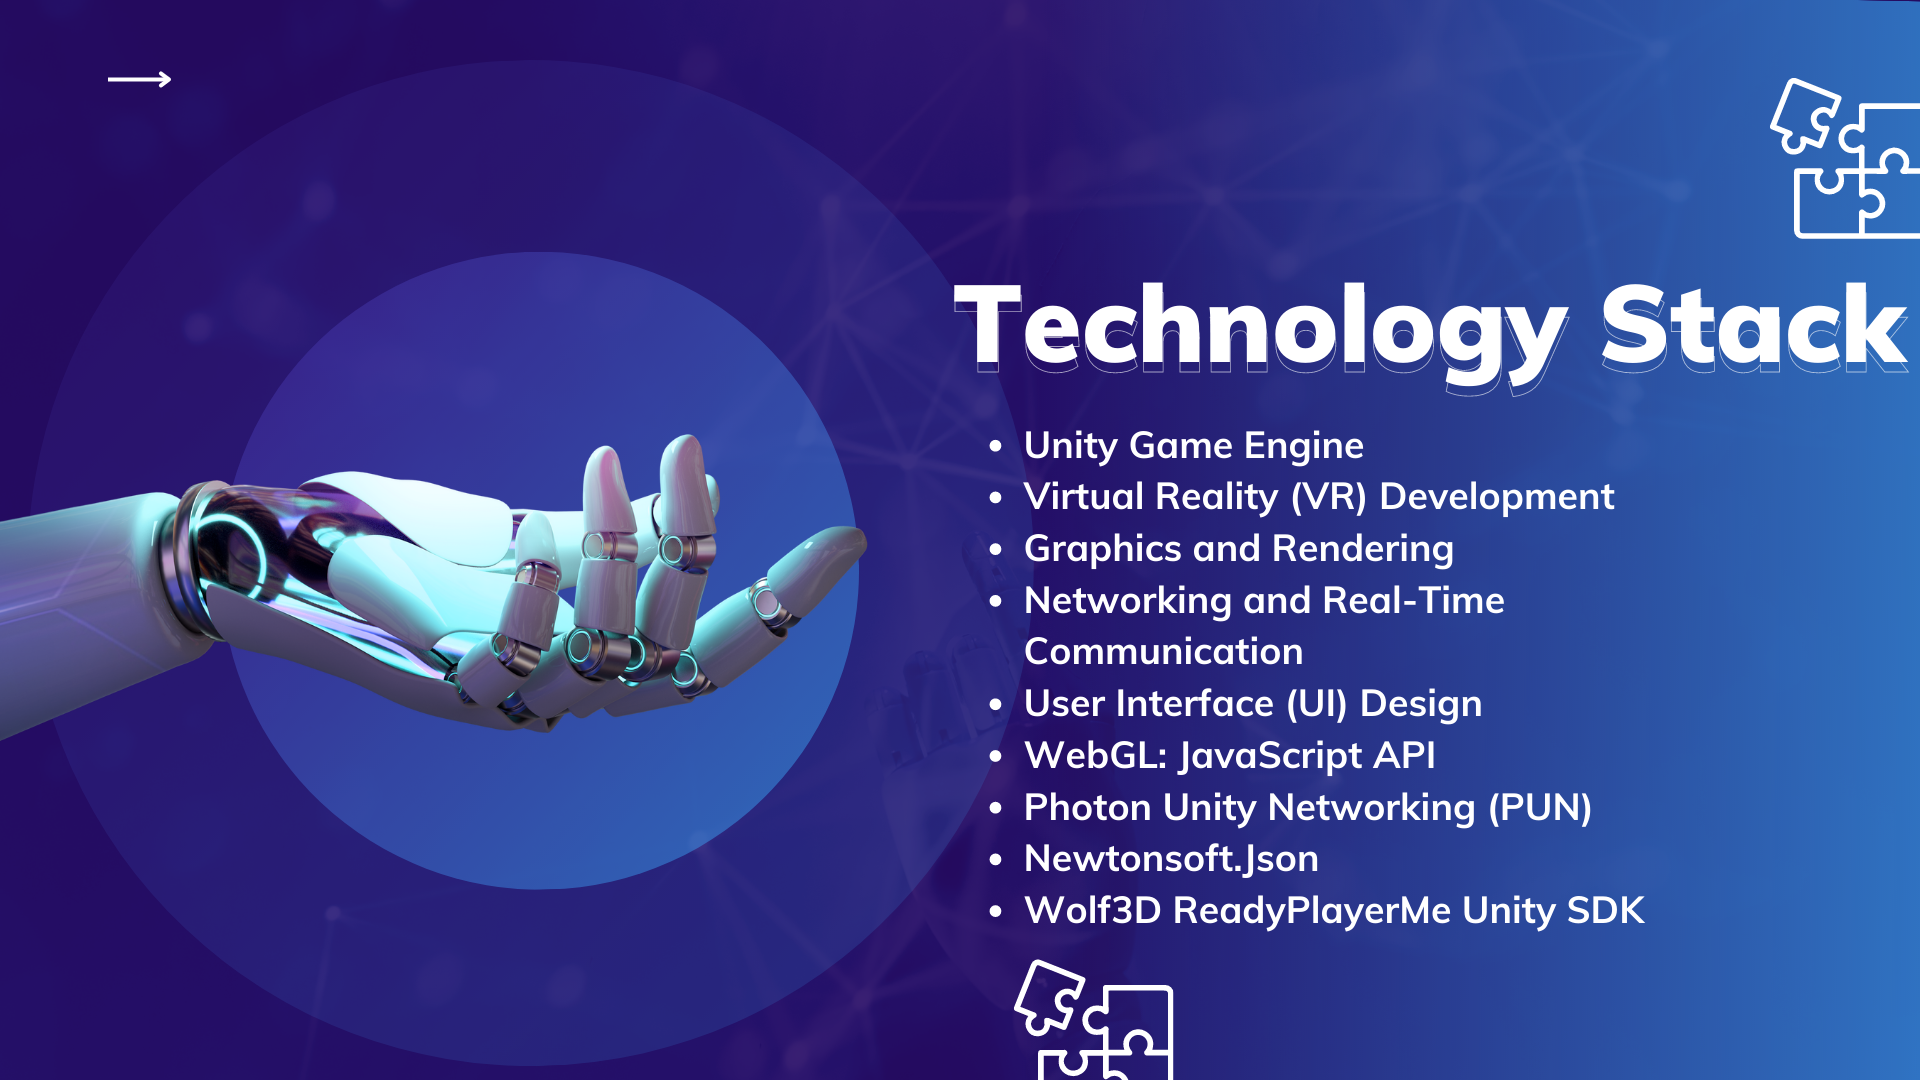 Technology Stack
• Unity Game Engine
• Virtual Reality (VR) Development
• Graphics and Rendering
• Networking and Real-Time
Communication
• User Interface (UI) Design
• WebGL: JavaScript API
• Photon Unity Networking (PUN)
• Newtonsoft.Json
• Wolf3D ReadyPlayerMe Unity SDK